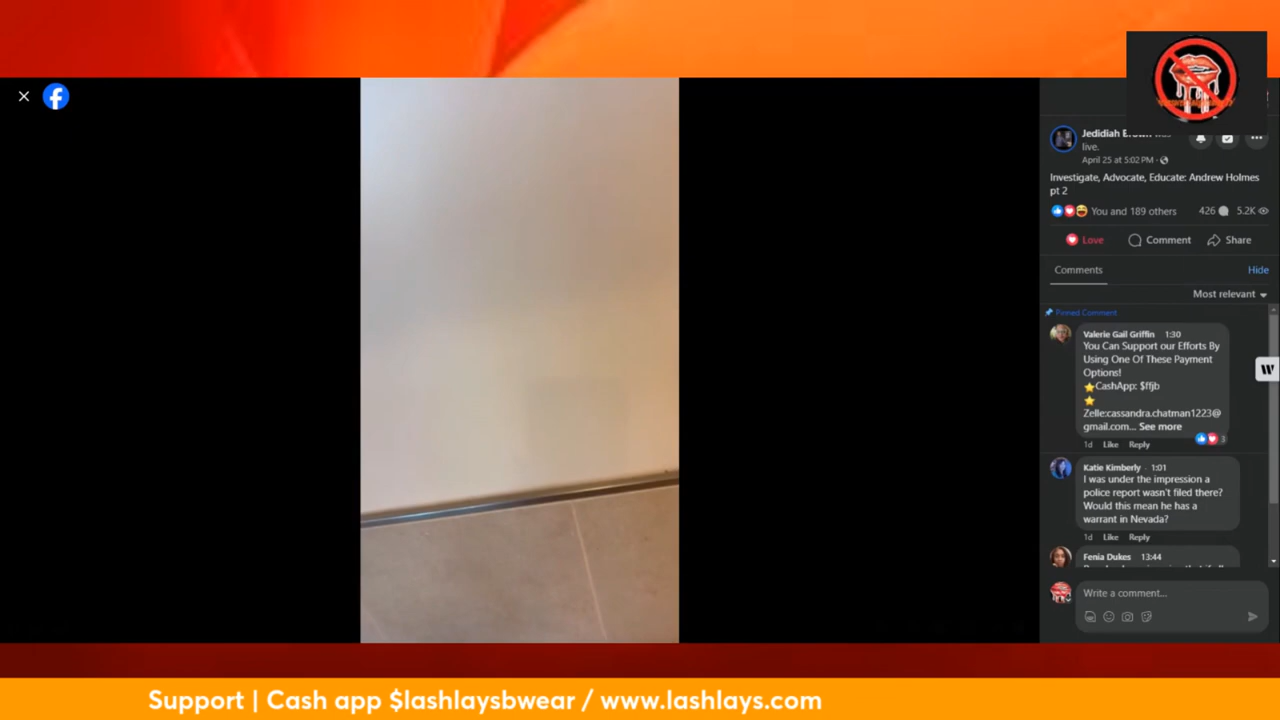 Jedidiah Brown was
live.
April 25 at 5:02 PM ·
Investigate, Advocate, Educate: Andrew Holmes
pt 2
You and 189 others 426 5.2K
Love Comment Share
Comments Hide
Most relevant
Pinned Comment
Valerie Gail Griffin 1:30
You Can Support our Efforts By
Using One Of These Payment
Options!
⭐CashApp: $ffjb
⭐
Zelle:cassandra.chatman1223@
gmail.com... See more
1d Like Reply 3
Katie Kimberly · 1:01
I was under the impression a
police report wasn't filed there?
Would this mean he has a
warrant in Nevada?
1d Like Reply
Fenia Dukes 13:44
Write a comment...
W
Support | Cash app $lashlaysbwear / www.lashlays.com